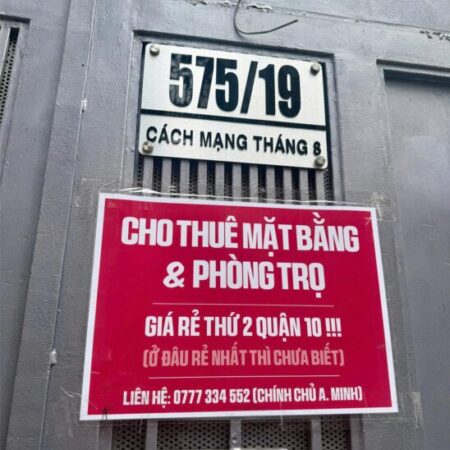 575/19
CÁCH MẠNG THÁNG 8
CHO THUÊ MẶT BẰNG
& PHÒNG TRỌ
GIÁ RẺ THỨ 2 QUẬN 10 !!!
(Ở ĐÂU RẺ NHẤT THÌ CHƯA BIẾT)
LIÊN HỆ: 0777 334 552 (CHÍNH CHỦ A. MINH)